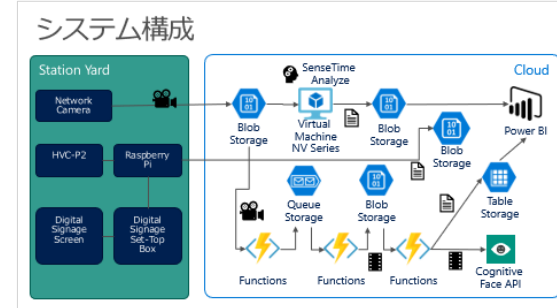 システム構成
Station Yard
Cloud
SenseTime
Analyze
Network
Camera
Blob
Storage
Virtual
Machine
NV Series
Blob
Storage
Power BI
HVC-P2
Raspberry
Pi
Blob
Storage
Queue
Storage
Blob
Storage
Table
Storage
Digital
Signage
Screen
Digital
Signage
Set-Top
Box
Functions
Functions
Functions
Cognitive
Face API